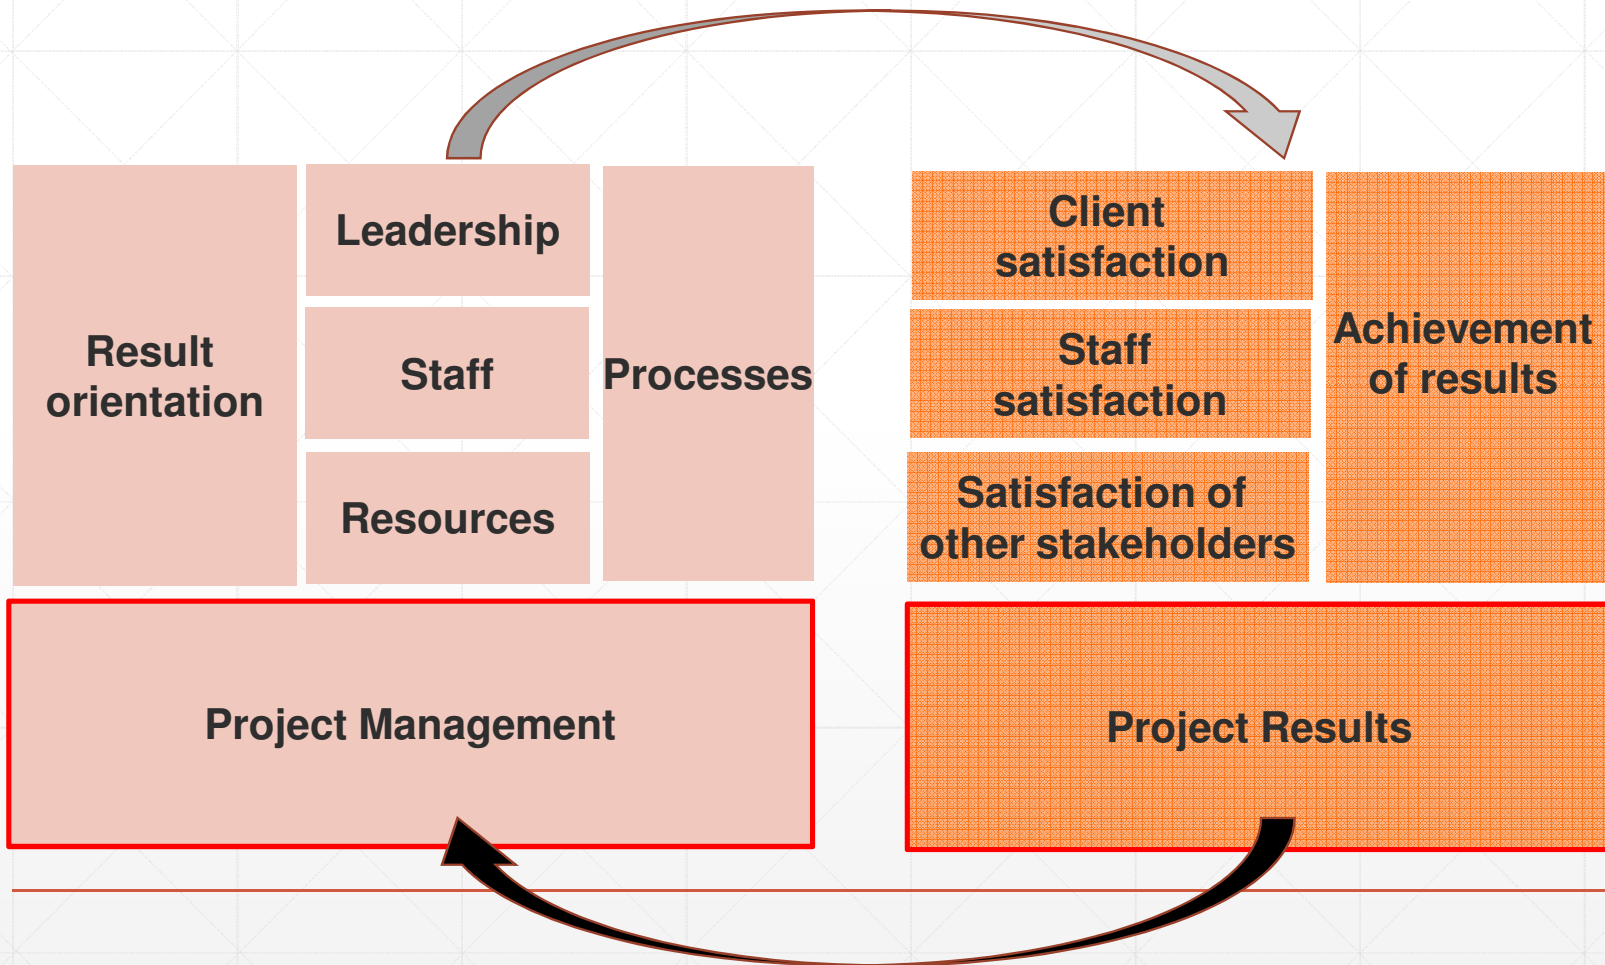 Result
orientation
Leadership
Staff
Resources
Processes
Client
satisfaction
Staff
satisfaction
Satisfaction of
other stakeholders
Achievement
of results
Project Management
Project Results